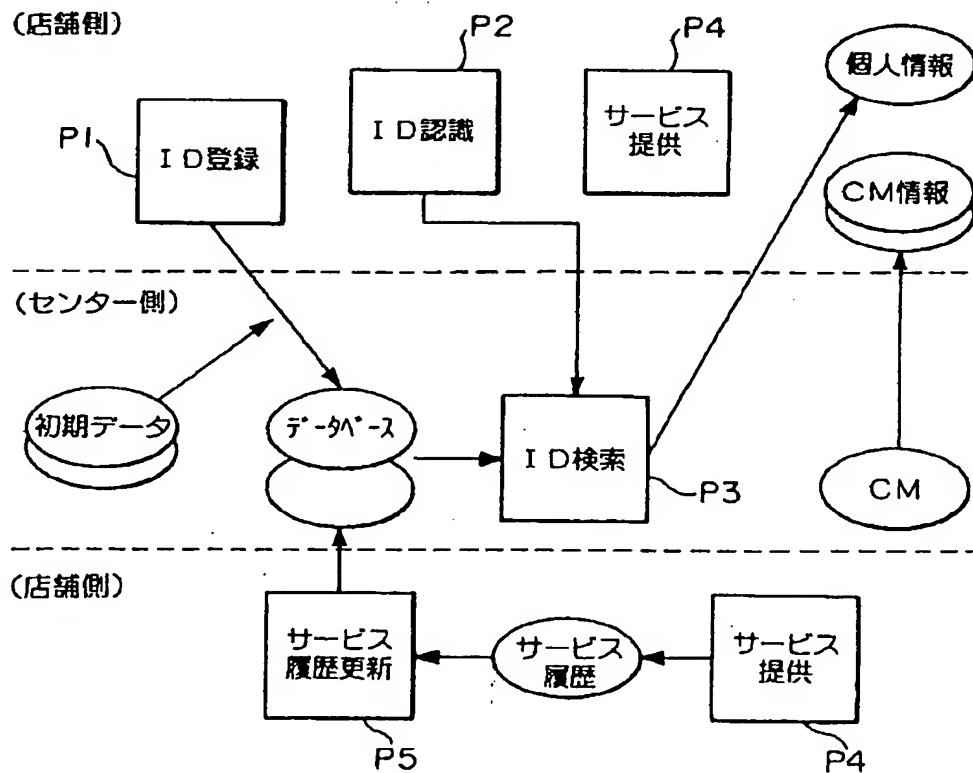 (店舗側)
P2
P4
個人情報
P1
ID登録
ID認識
サービス
提供
CM情報
(センター側)
初期データ
データベース
ID検索
P3
CM
(店舗側)
サービス
履歴更新
サービス
履歴
サービス
提供
P5
P4